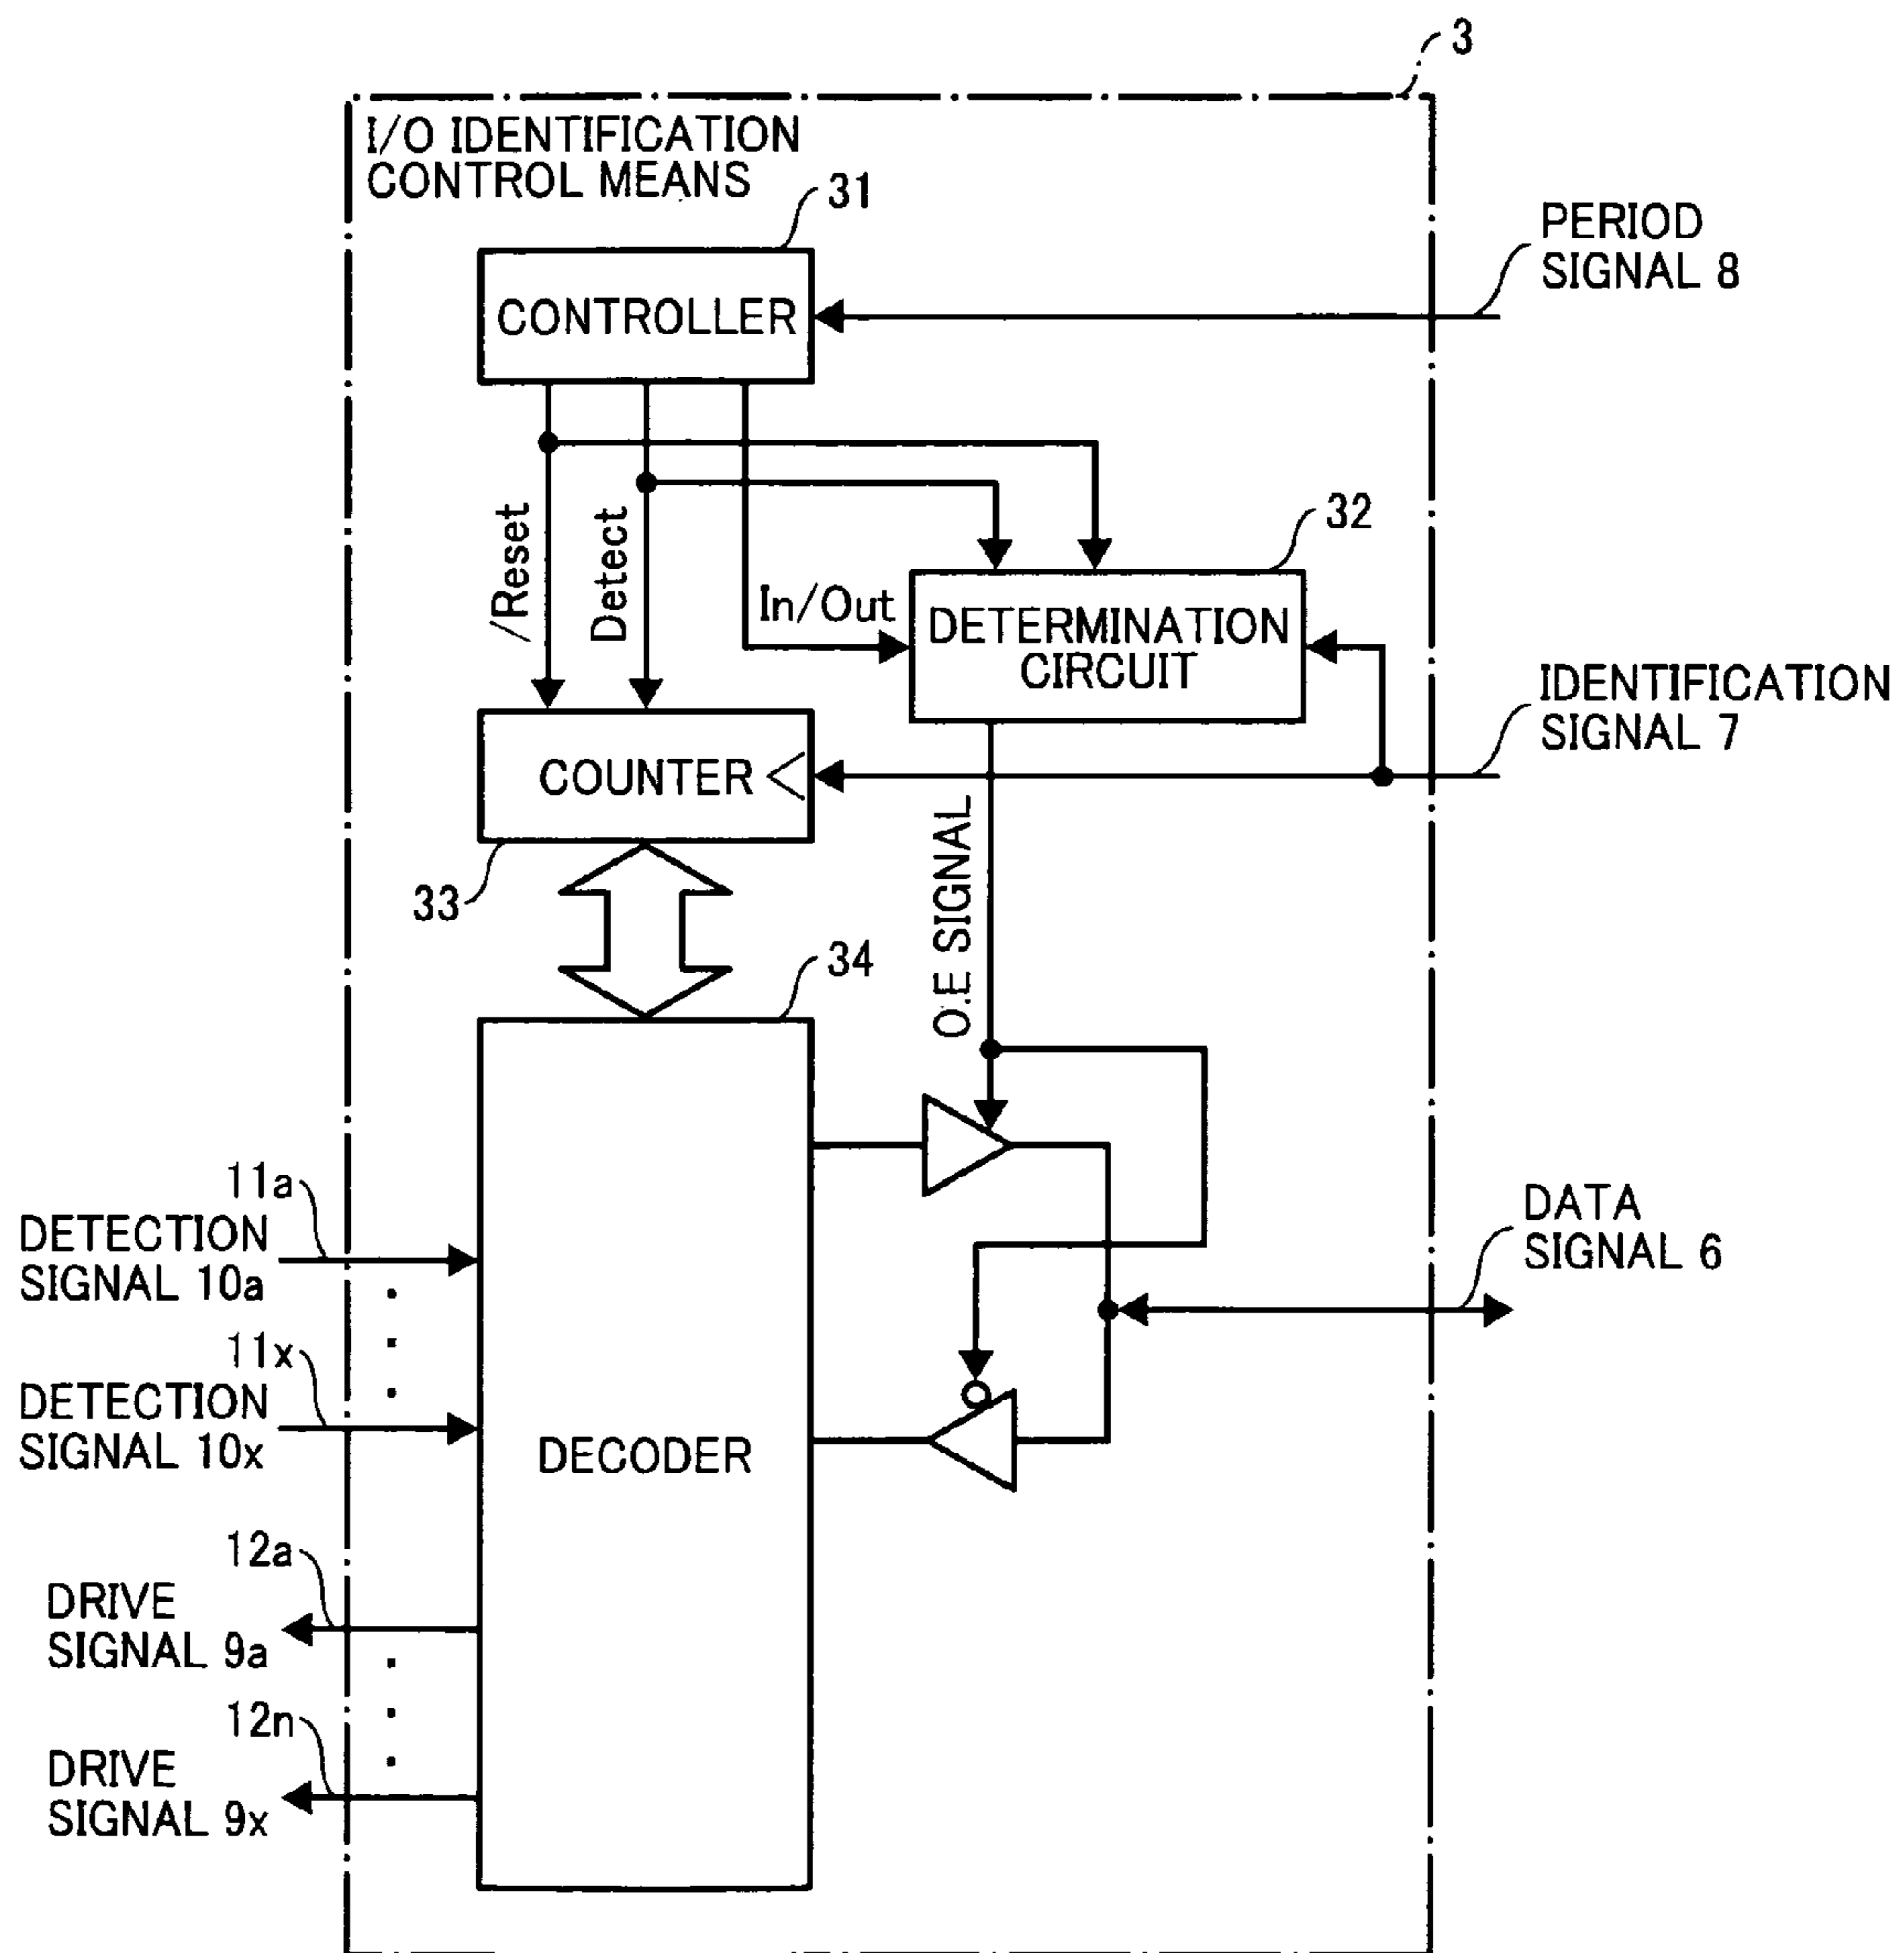 3
I/O IDENTIFICATION
CONTROL MEANS
31
PERIOD
SIGNAL 8
CONTROLLER
/Reset
Detect
In/Out
32
DETERMINATION
CIRCUIT
IDENTIFICATION
SIGNAL 7
COUNTER
33
O.E SIGNAL
34
11a
DETECTION
SIGNAL 10a
DATA
SIGNAL 6
11x
DETECTION
SIGNAL 10x
DECODER
12a
DRIVE
SIGNAL 9a
12n
DRIVE
SIGNAL 9x